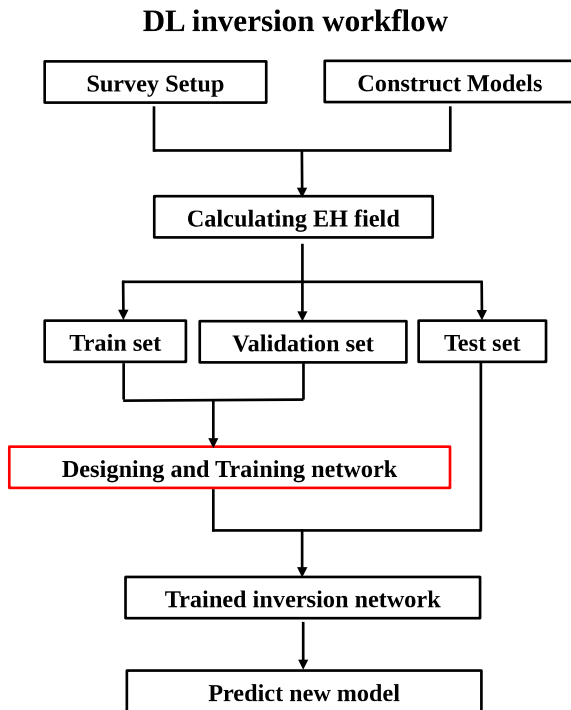 DL inversion workflow
Survey Setup
Construct Models
Calculating EH field
Train set
Validation set
Test set
Designing and Training network
Trained inversion network
Predict new model